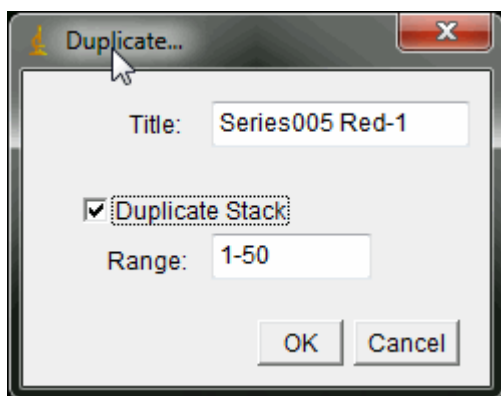 Duplicate...
Title: Series005 Red-1
Duplicate Stack
Range: 1-50
OK Cancel